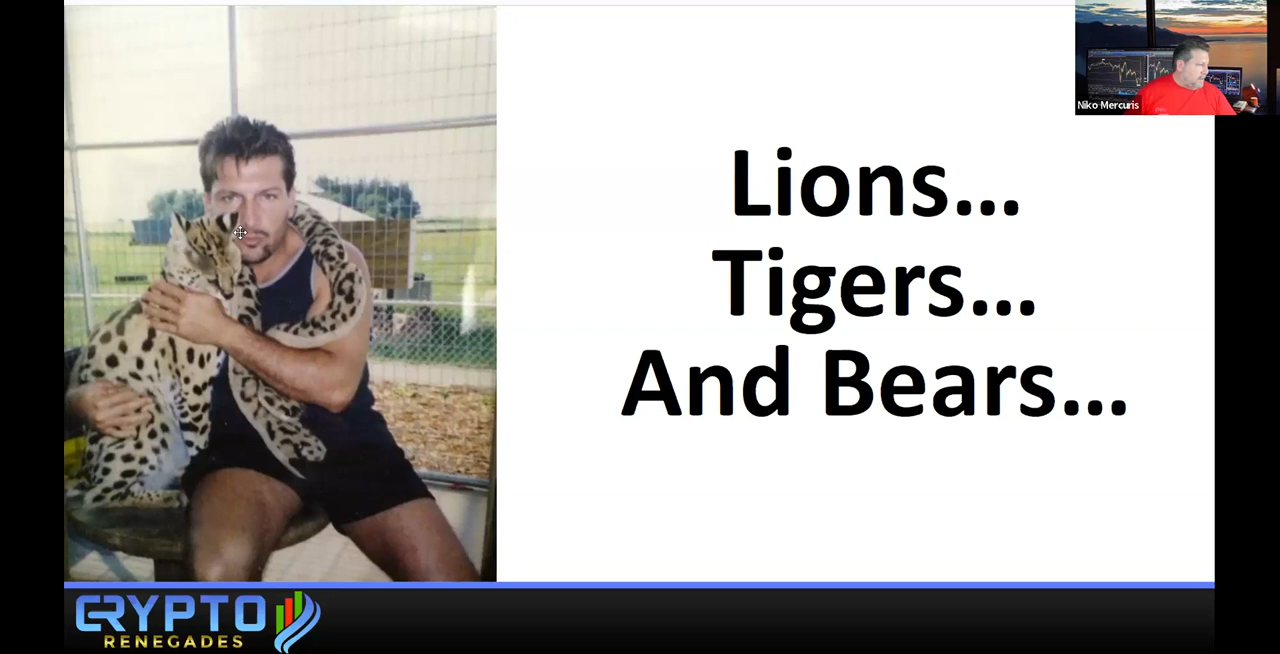 Niko Mercuris
Lions...
Tigers...
And Bears...
CRYPTO
RENEGADES